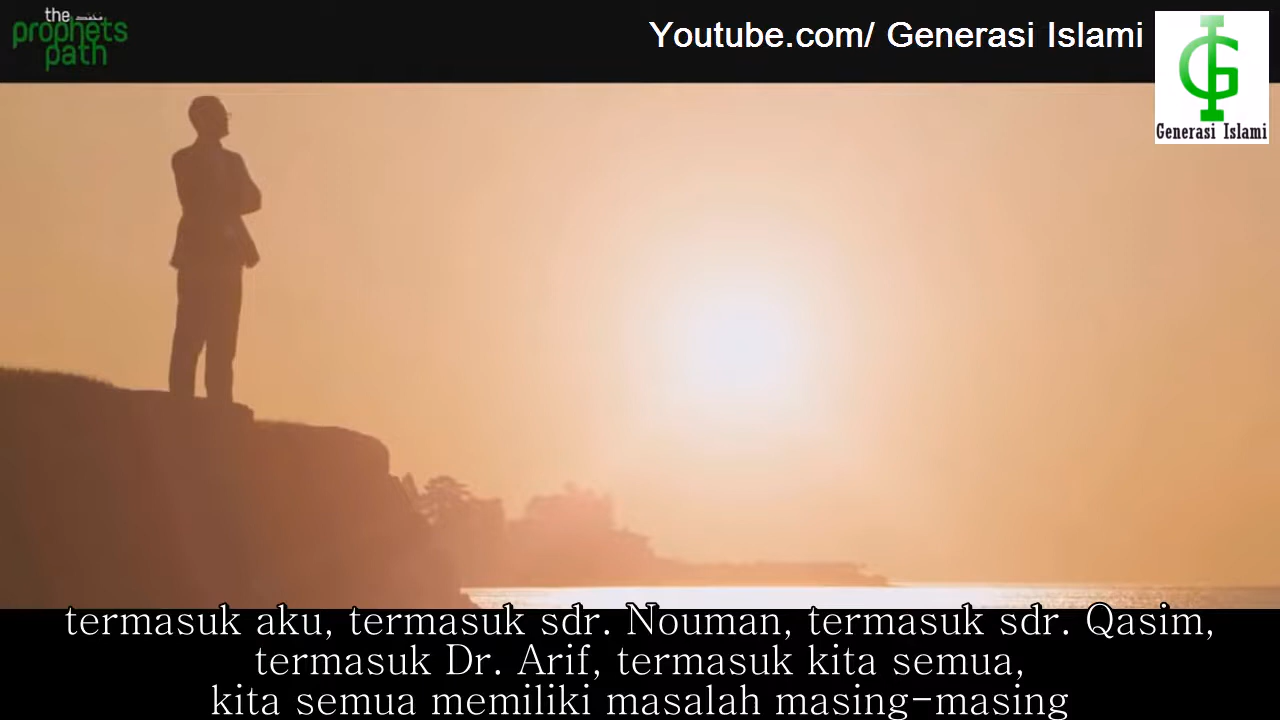 the
prophets
path
Youtube.com/ Generasi Islami
Generasi Islami
termasuk aku, termasuk sdr. Nouman, termasuk sdr. Qasim,
termasuk Dr. Arif, termasuk kita semua,
kita semua memiliki masalah masing-masing